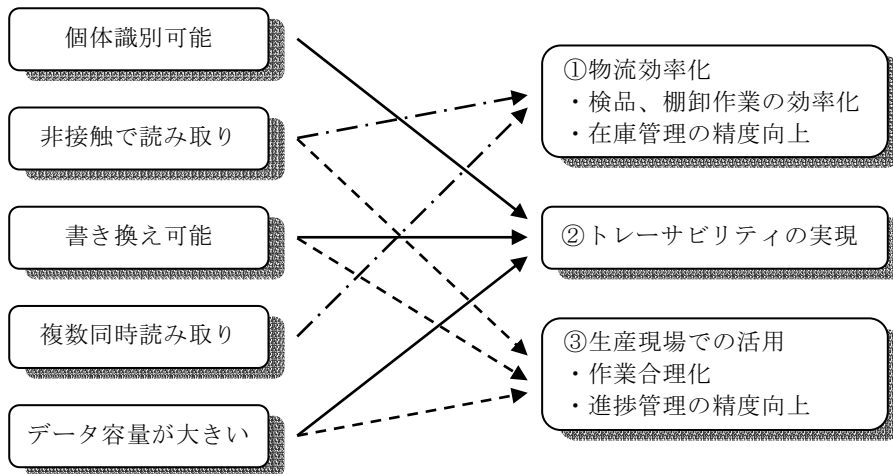 個体識別可能
非接触で読み取り
書き換え可能
複数同時読み取り
データ容量が大きい
①物流効率化
・検品、棚卸作業の効率化
・在庫管理の精度向上
②トレーサビリティの実現
③生産現場での活用
・作業合理化
・進捗管理の精度向上